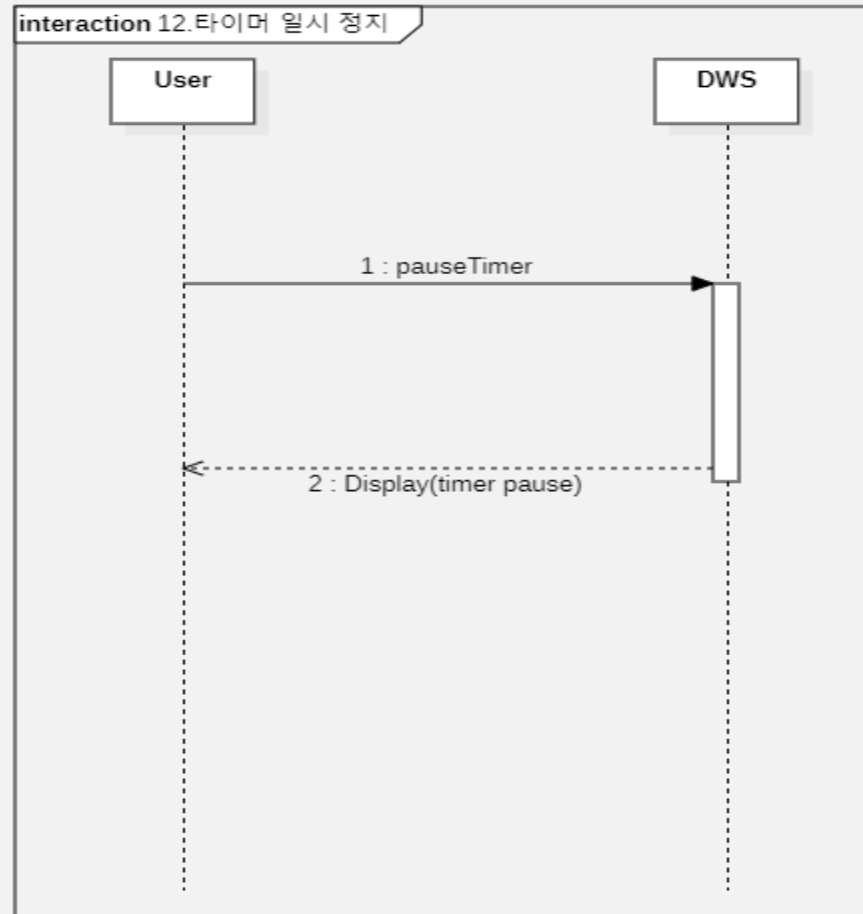 interaction 12.타이머 일시 정지
User
DWS
1 : pauseTimer
2 : Display(timer pause)